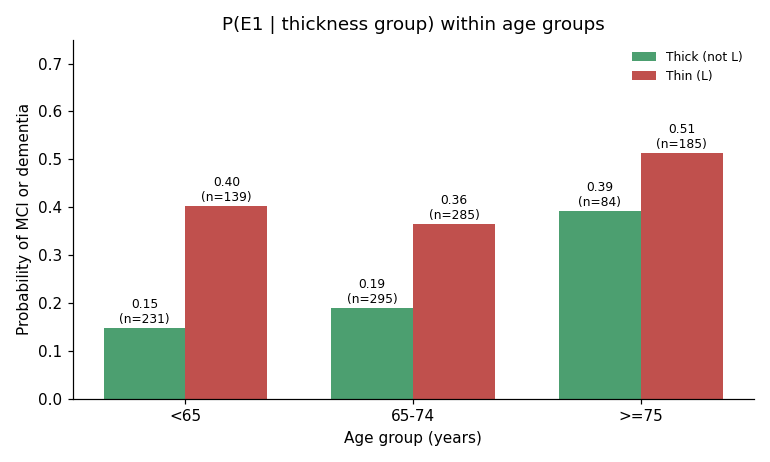 P(E1 | thickness group) within age groups
Thick (not L)
Thin (L)
Probability of MCI or dementia
0.7
0.6
0.5
0.4
0.3
0.2
0.1
0.0
0.15
(n=231)
0.40
(n=139)
0.19
(n=295)
0.36
(n=285)
0.39
(n=84)
0.51
(n=185)
<65
65-74
>=75
Age group (years)